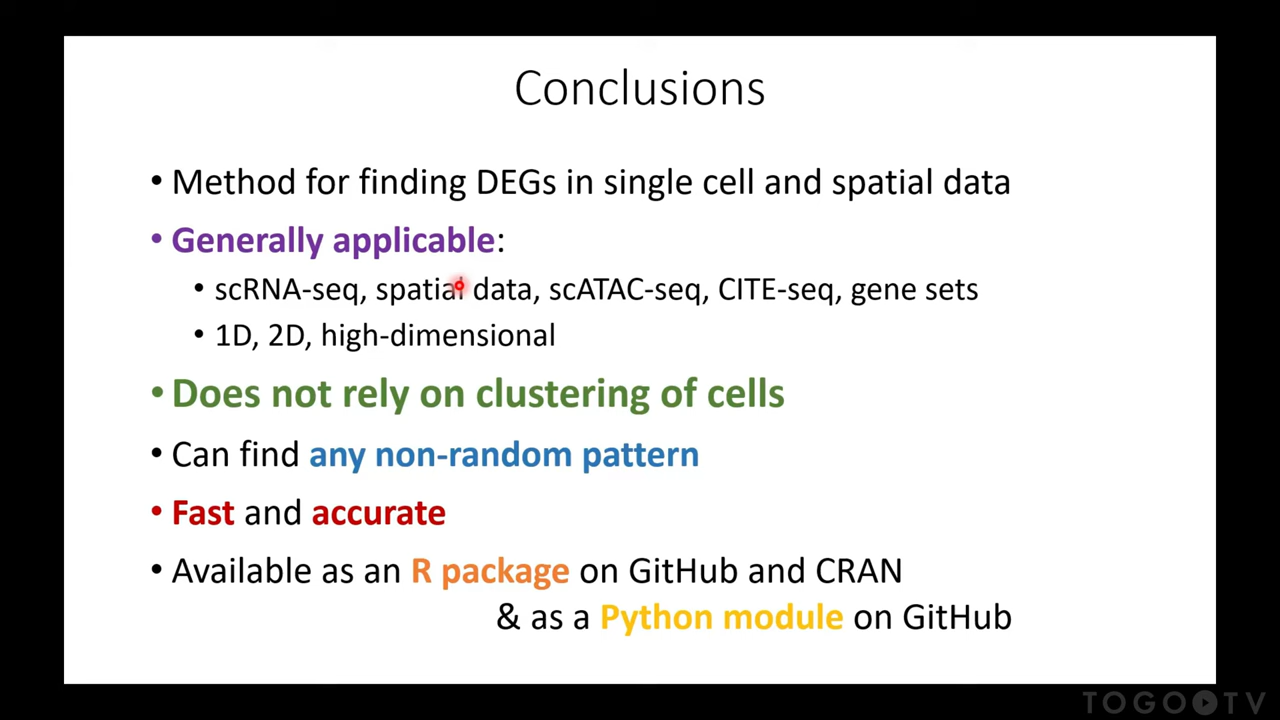 Conclusions
• Method for finding DEGs in single cell and spatial data
• Generally applicable:
• scRNA-seq, spatial data, scATAC-seq, CITE-seq, gene sets
• 1D, 2D, high-dimensional
• Does not rely on clustering of cells
• Can find any non-random pattern
• Fast and accurate
• Available as an R package on GitHub and CRAN
& as a Python module on GitHub
TOGO TV